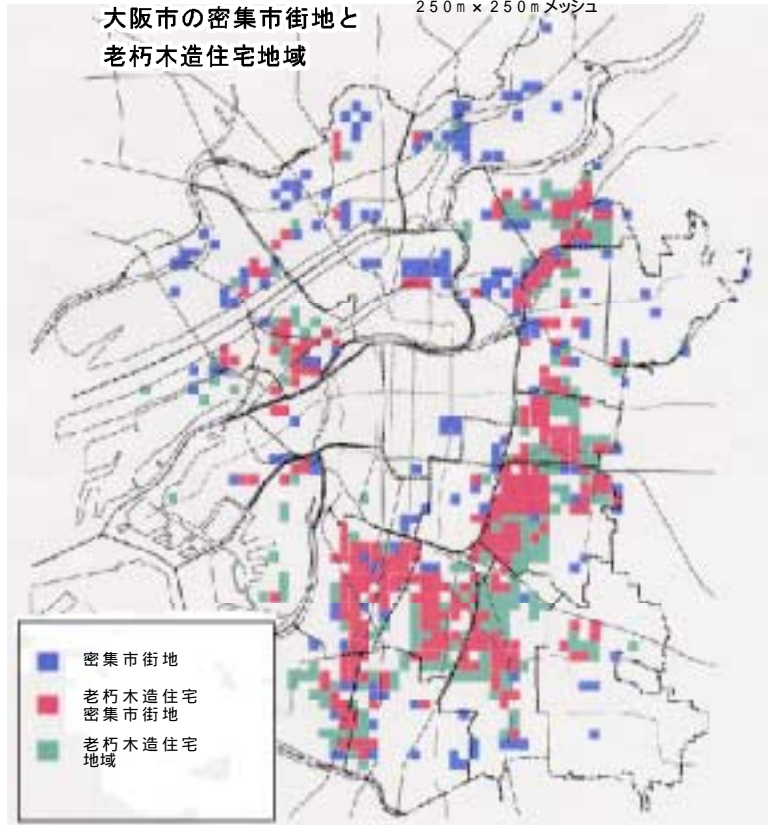 大阪市の密集市街地と
老朽木造住宅地域
250m×250mメッシュ
密集市街地
老朽木造住宅
密集市街地
老朽木造住宅
地域